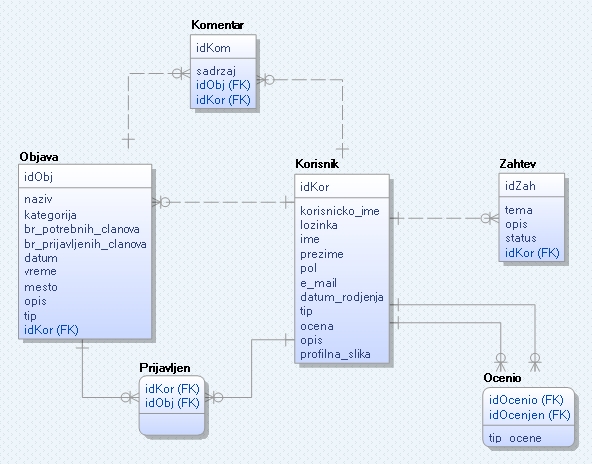 Komentar
idKom
sadrzaj
idObj (FK)
idKor (FK)
Objava
idObj
naziv
kategorija
br_potrebnih_clanova
br_prijavljenih_clanova
datum
vreme
mesto
opis
tip
idKor (FK)
Korisnik
idKor
korisnicko_ime
lozinka
ime
prezime
pol
e_mail
datum_rodjenja
tip
ocena
opis
profilna_slika
Zahtev
idZah
tema
opis
status
idKor (FK)
Prijavljen
idKor (FK)
idObj (FK)
Ocenio
idOcenio (FK)
idOcenjen (FK)
tip_ocene